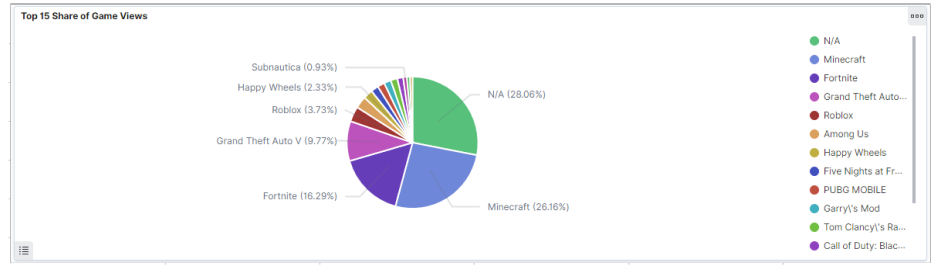 Top 15 Share of Game Views
Subnautica (0.93%)
Happy Wheels (2.33%)
Roblox (3.73%)
Grand Theft Auto V (9.77%)
Fortnite (16.29%)
N/A (28.06%)
Minecraft (26.16%)
N/A
Minecraft
Fortnite
Grand Theft Auto...
Roblox
Among Us
Happy Wheels
Five Nights at Fr...
PUBG MOBILE
Garry\'s Mod
Tom Clancy\'s Ra...
Call of Duty: Blac...